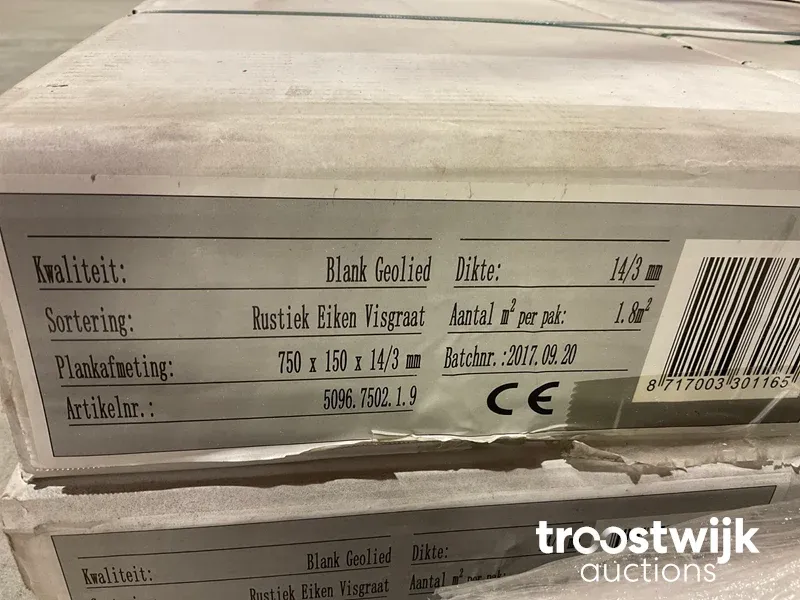 Kwaliteit: Blank Geolied Dikte: 14/3 mm
Sortering: Rustiek Eiken Visgraat Aantal m² per pak: 1.8m²
Plankafmeting: 750 x 150 x 14/3 mm Batchnr.:2017.09.20
Artikelnr.: 5096.7502.1.9 CE
8 717003 301165
Kwaliteit: Blank Geolied Dikte:
Rustiek Eiken Visgraat Aantal m² per pak:
troostwijk
auctions